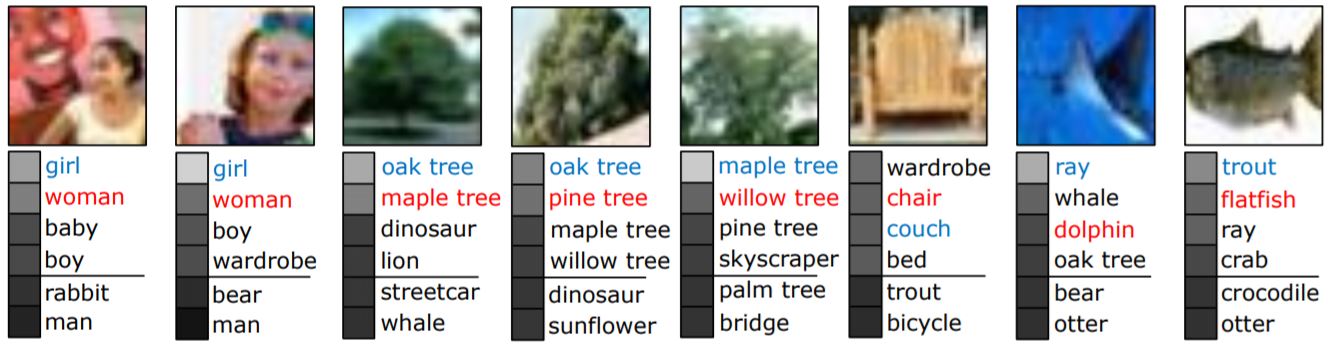 girl
woman
baby
boy
rabbit
man
girl
woman
boy
wardrobe
bear
man
oak tree
maple tree
dinosaur
lion
streetcar
whale
oak tree
pine tree
maple tree
willow tree
dinosaur
sunflower
maple tree
willow tree
pine tree
skyscraper
palm tree
bridge
wardrobe
chair
couch
bed
trout
bicycle
ray
whale
dolphin
oak tree
bear
otter
trout
flatfish
ray
crab
crocodile
otter